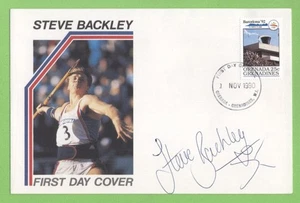 STEVE BACKLEY
Barcelona '92
GRENADA 25c
GRENADINES
NOV 1990
3
Steve Backley
FIRST DAY COVER